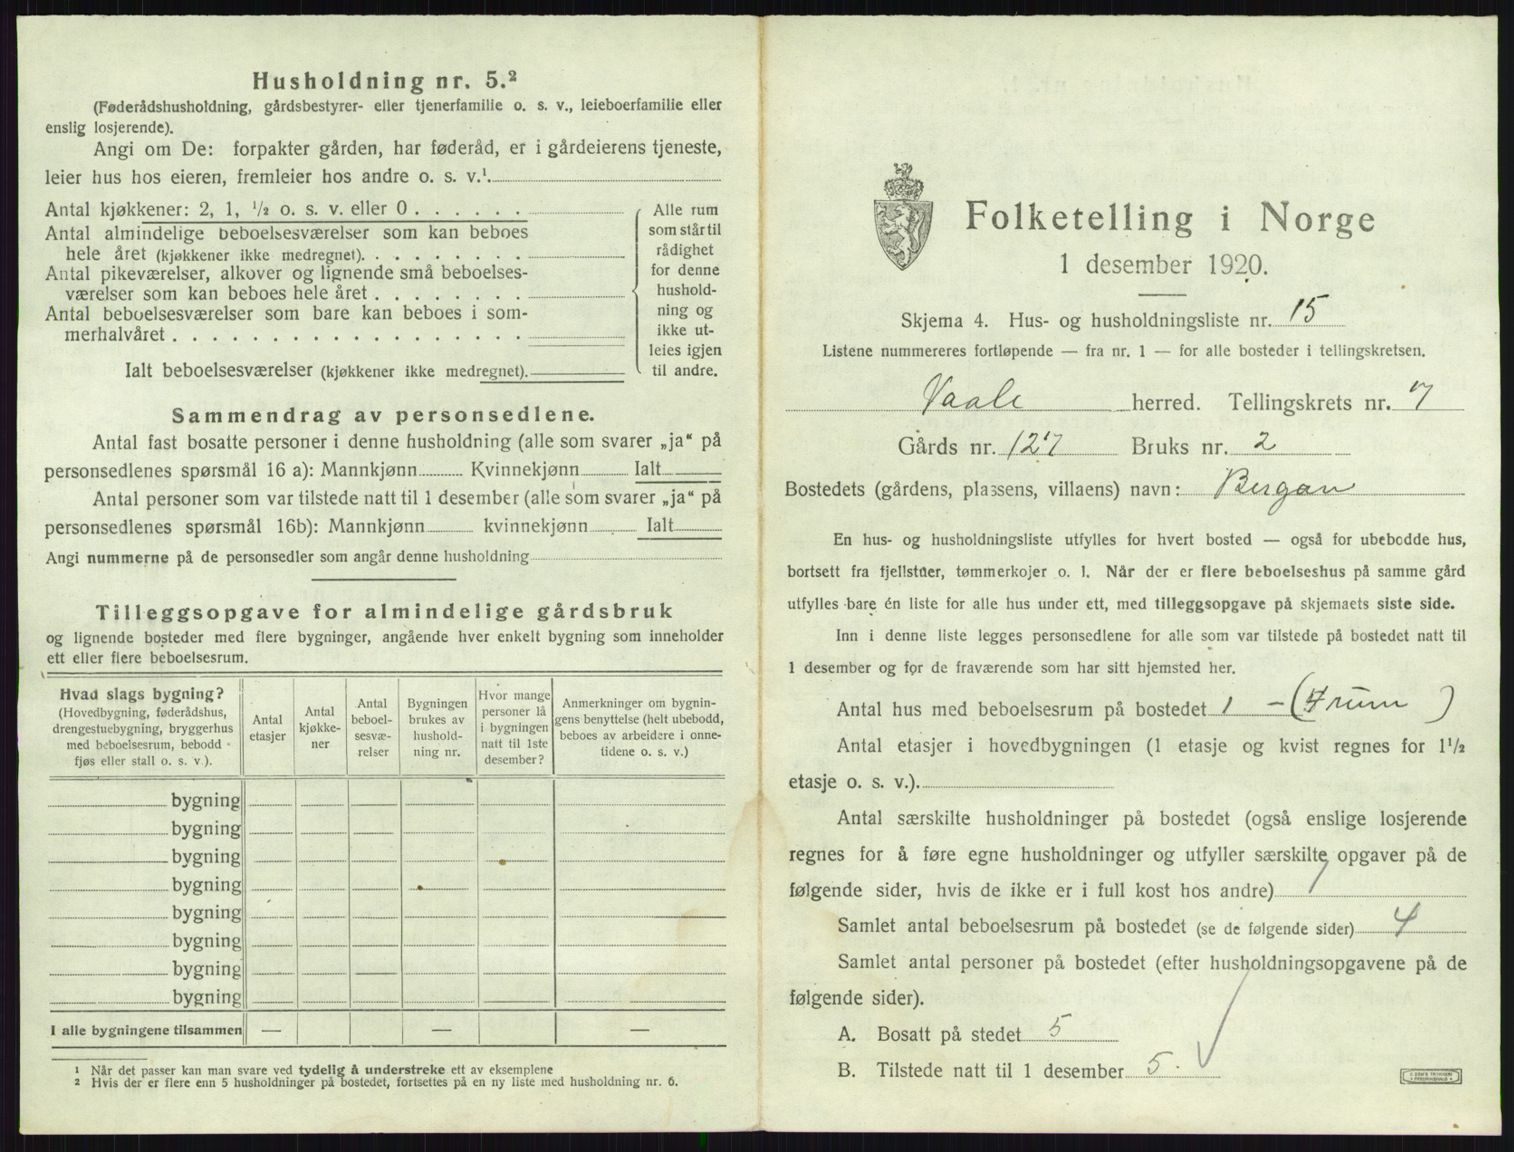 Husholdning nr. 5.²
(Føderådshusholdning, gårdsbestyrer- eller tjenerfamilie o. s. v., leieboerfamilie eller
enslig losjerende).
Angi om De: forpakter gården, har føderåd, er i gårdeierens tjeneste,
leier hus hos eieren, fremleier hos andre o. s. v.¹
Antal kjøkkener: 2, 1, ½ o. s. v. eller 0 . . . . . .
Antal almindelige beboelsesværelser som kan beboes
hele året (kjøkkener ikke medregnet). . . . . . . . .
Antal pikeværelser, alkover og lignende små beboelses-
værelser som kan beboes hele året . . . . . . . .
Antal beboelsesværelser som bare kan beboes i som-
merhalvåret . . . . . . . . . . . . . . . . . .
Ialt beboelsesværelser (kjøkkener ikke medregnet).
Alle rum
som står til
rådighet
for denne
hushold-
ning og
ikke ut-
leies igjen
til andre.
Sammendrag av personsedlene.
Antal fast bosatte personer i denne husholdning (alle som svarer „ja“ på
personsedlenes spørsmål 16 a): Mannkjønn Kvinnekjønn Ialt
Antal personer som var tilstede natt til 1 desember (alle som svarer „ja“ på
personsedlenes spørsmål 16b): Mannkjønn kvinnekjønn Ialt
Angi nummerne på de personsedler som angår denne husholdning
Tilleggsopgave for almindelige gårdsbruk
og lignende bosteder med flere bygninger, angående hver enkelt bygning som inneholder
ett eller flere beboelsesrum.
Hvad slags bygning?
(Hovedbygning, føderådshus,
drengestuebygning, bryggerhus
med beboelsesrum, bebodd
fjøs eller stall o. s. v.).
Antal
etasjer
Antal
kjøkke-
ner
Antal
beboel-
sesvæ-
relser
Bygningen
brukes av
hushold-
ning nr.
Hvor mange
personer lå
i bygningen
natt til 1ste
desember?
Anmerkninger om bygnin-
gens benyttelse (helt ubebodd,
beboes av arbeidere i onne-
tidene o. s. v.)
bygning
bygning
bygning
bygning
bygning
bygning
bygning
bygning
I alle bygningene tilsammen — — —
¹ Når det passer kan man svare ved tydelig å understreke ett av eksemplene
² Hvis der er flere enn 5 husholdninger på bostedet, fortsettes på en ny liste med husholdning nr. 6.
Folketelling i Norge
1 desember 1920.
Skjema 4. Hus- og husholdningsliste nr. 15
Listene nummereres fortløpende — fra nr. 1 — for alle bosteder i tellingskretsen.
Vaale herred. Tellingskrets nr. 7
Gårds nr. 127 Bruks nr. 2
Bostedets (gårdens, plassens, villaens) navn: Bergan
En hus- og husholdningsliste utfylles for hvert bosted — også for ubebodde hus,
bortsett fra fjellstuer, tømmerkojer o. l. Når der er flere beboelseshus på samme gård
utfylles bare én liste for alle hus under ett, med tilleggsopgave på skjemaets siste side.
Inn i denne liste legges personsedlene for alle som var tilstede på bostedet natt til
1 desember og før de fraværende som har sitt hjemsted her.
Antal hus med beboelsesrum på bostedet 1 – ( rum )
Antal etasjer i hovedbygningen (1 etasje og kvist regnes for 1½
etasje o. s. v.).
Antal særskilte husholdninger på bostedet (også enslige losjerende
regnes for å føre egne husholdninger og utfyller særskilte opgaver på de
følgende sider, hvis de ikke er i full kost hos andre) 1
Samlet antal beboelsesrum på bostedet (se de følgende sider) 4
Samlet antal personer på bostedet (efter husholdningsopgavene på de
følgende sider).
A. Bosatt på stedet 5
B. Tilstede natt til 1 desember 5.